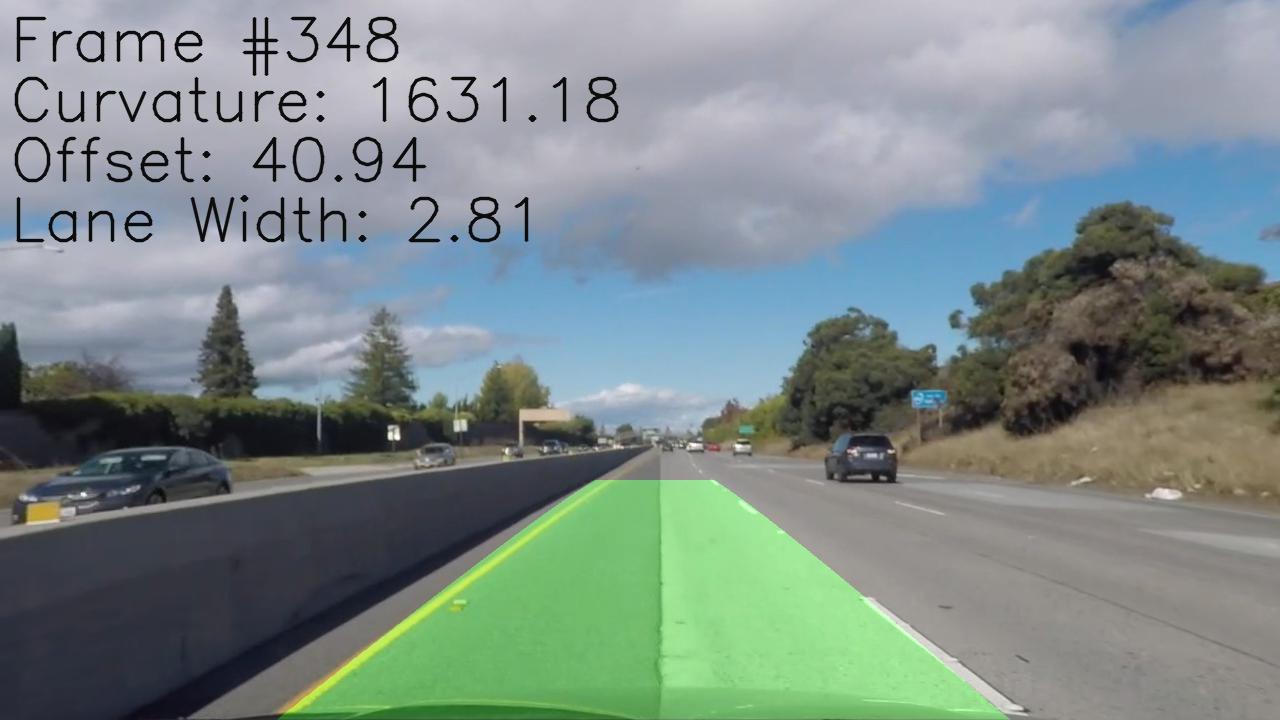 Frame #348
Curvature: 1631.18
Offset: 40.94
Lane Width: 2.81